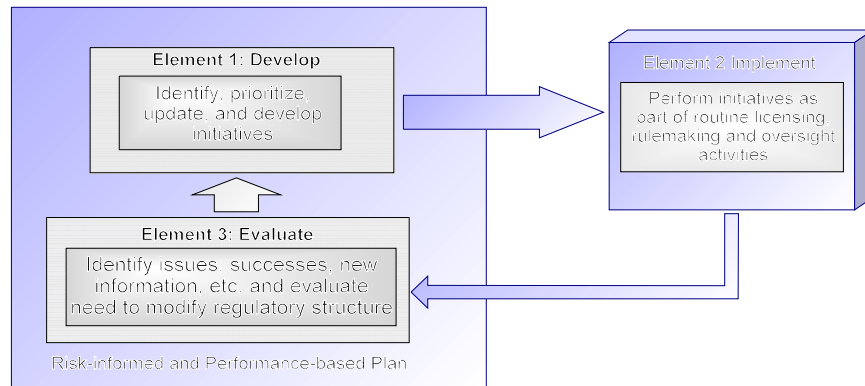 Element 1: Develop
Identify, prioritize,
update, and develop
initiatives
Element 2 Implement
Perform initiatives as
part of routine licensing,
rulemaking and oversight
activities
Element 3: Evaluate
Identify issues, successes, new
information, etc. and evaluate
need to modify regulatory structure
Risk-informed and Performance-based Plan